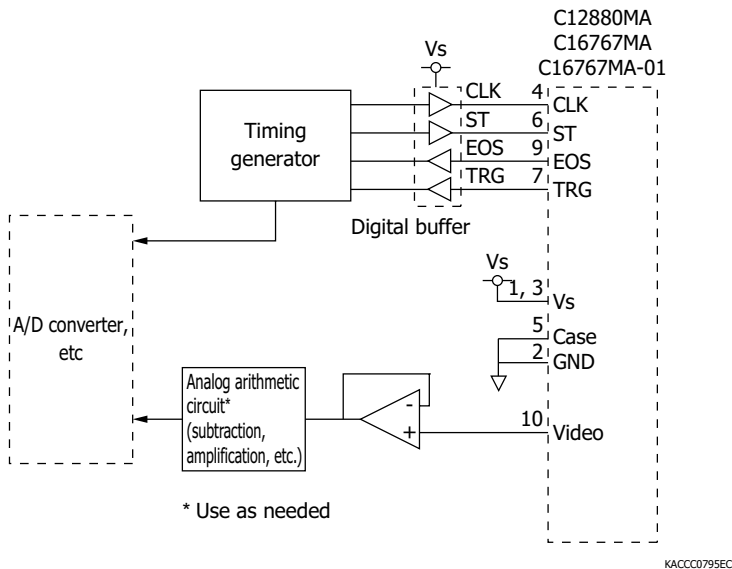 C12880MA
C16767MA
C16767MA-01
Vs
CLK
4
CLK
Timing
generator
ST
6
ST
EOS
9
EOS
TRG
7
TRG
Digital buffer
Vs
1, 3
Vs
A/D converter,
etc
5
Case
2
GND
Analog arithmetic
circuit*
(subtraction,
amplification, etc.)
-
+
10
Video
* Use as needed
KACCC0795EC